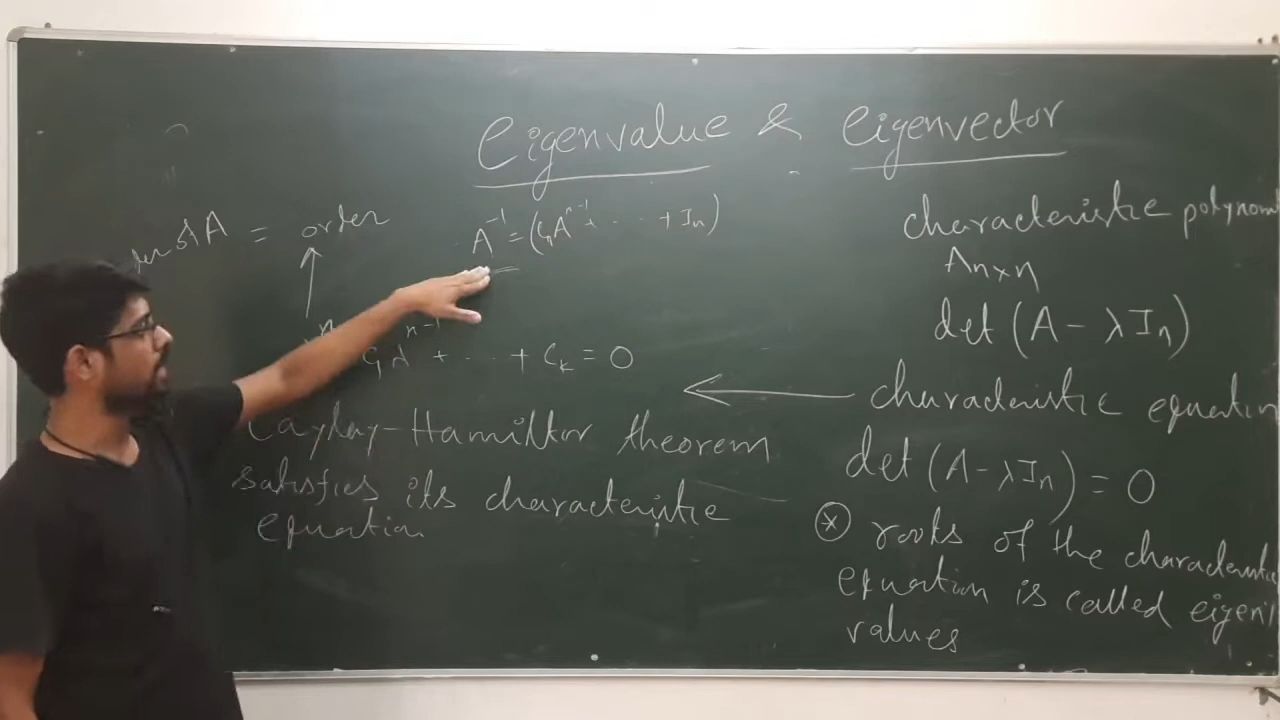 Eigenvalue & Eigenvector
A = order
A⁻¹ = (C₁Aⁿ⁻¹ + ... + Iₙ)
C₁λⁿ⁻¹ + ... + Cₖ = 0
Cayley-Hamilton theorem
satisfies its characteristic
equation
characteristic polynom
Aₙₓₙ
det (A - λIₙ)
characteristic equation
det (A - λIₙ) = 0
⊛ roots of the characteristic
equation is called eigen
values